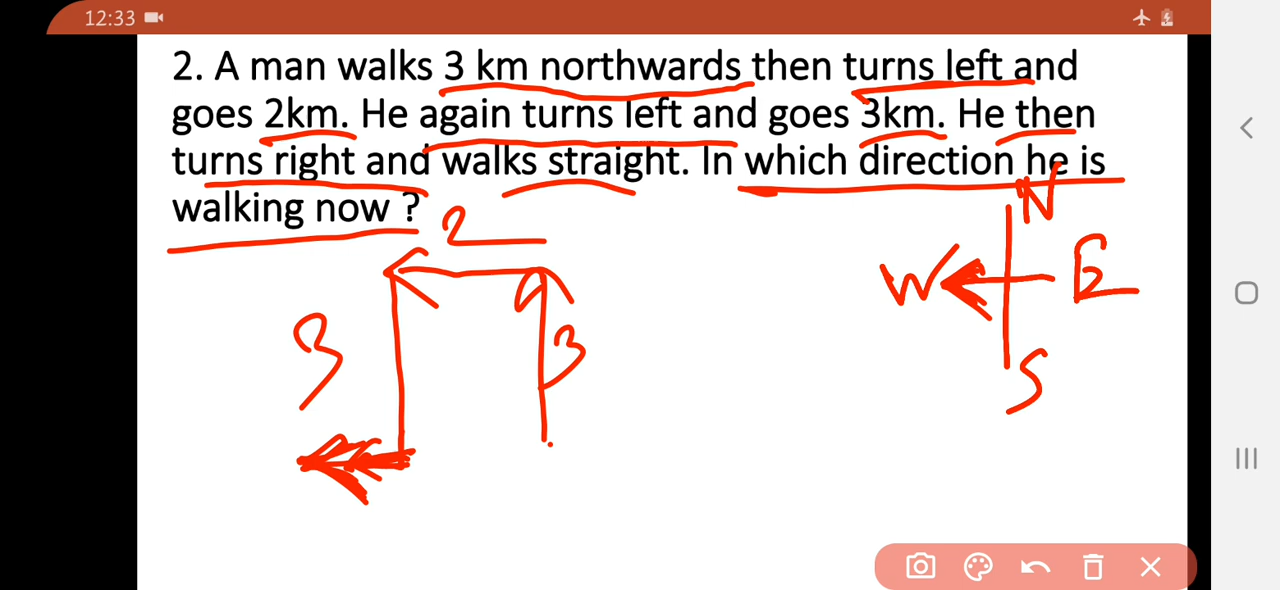 12:33
2. A man walks 3 km northwards then turns left and
goes 2km. He again turns left and goes 3km. He then
turns right and walks straight. In which direction he is
walking now ?
2
N
W
E
3
3
S